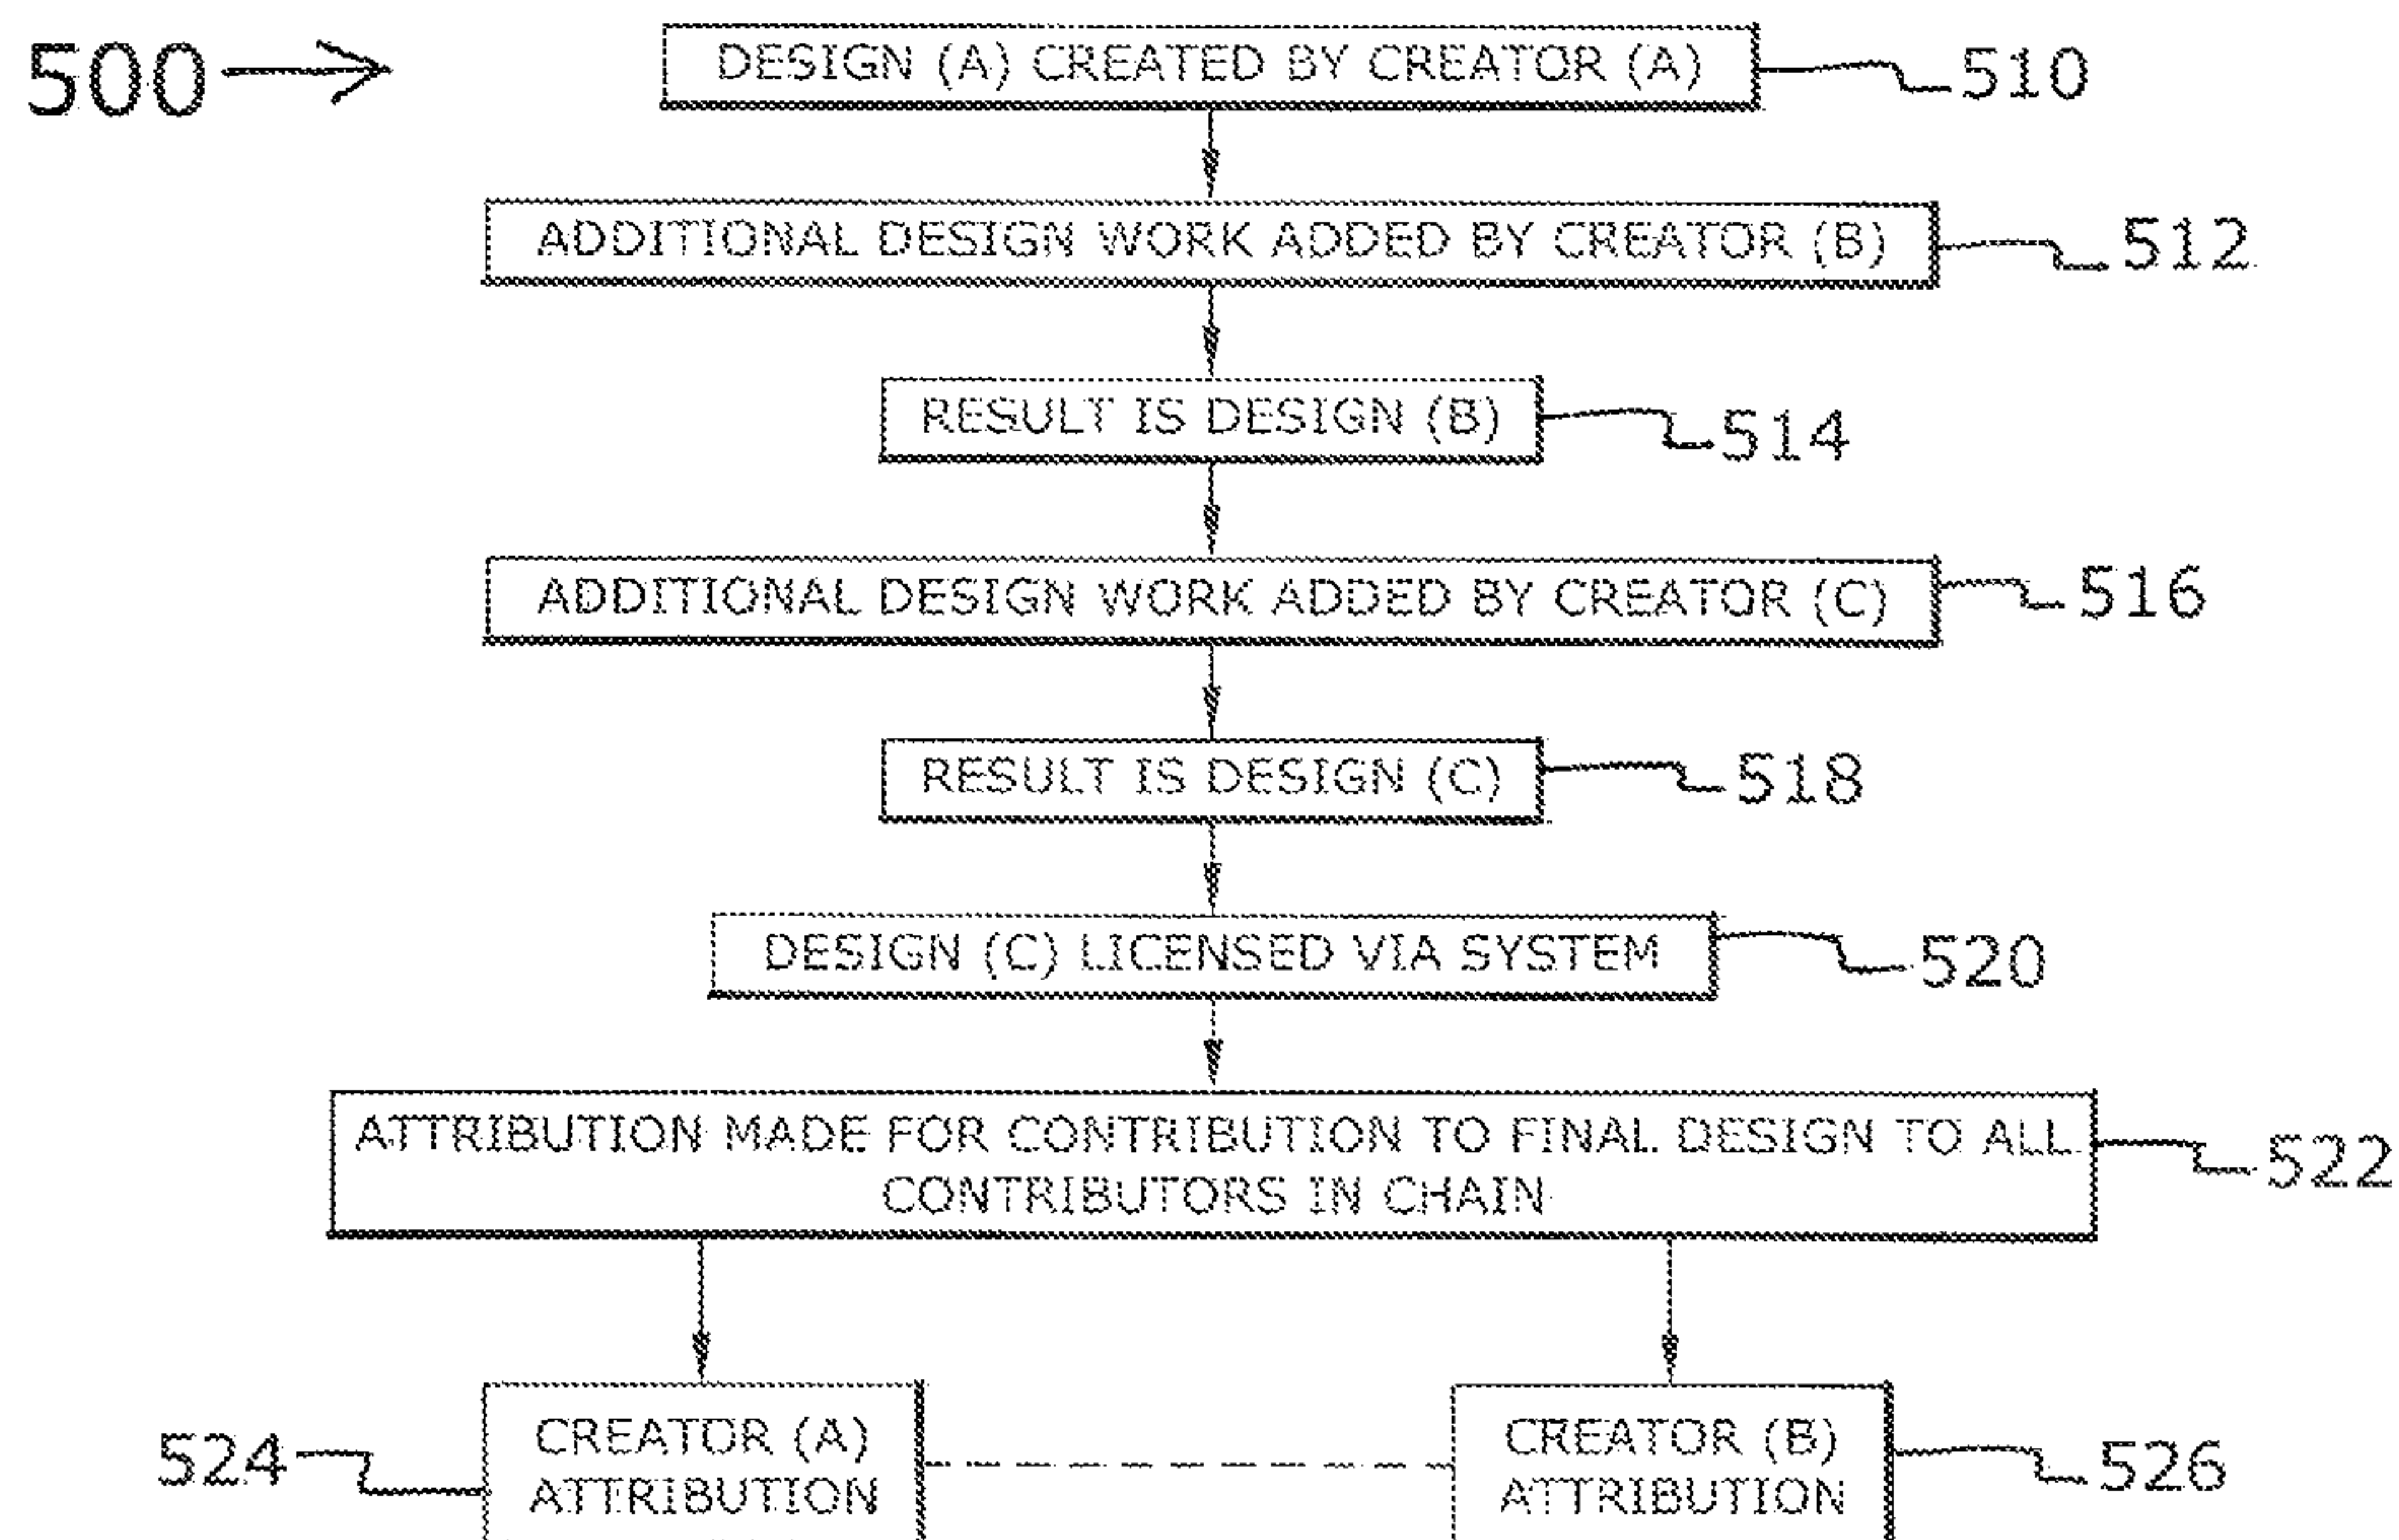 500
DESIGN (A) CREATED BY CREATOR (A)
510
ADDITIONAL DESIGN WORK ADDED BY CREATOR (B)
512
RESULT IS DESIGN (B)
514
ADDITIONAL DESIGN WORK ADDED BY CREATOR (C)
516
RESULT IS DESIGN (C)
518
DESIGN (C) LICENSED VIA SYSTEM
520
ATTRIBUTION MADE FOR CONTRIBUTION TO FINAL DESIGN TO ALL
CONTRIBUTORS IN CHAIN
522
524
CREATOR (A)
ATTRIBUTION
CREATOR (B)
ATTRIBUTION
526